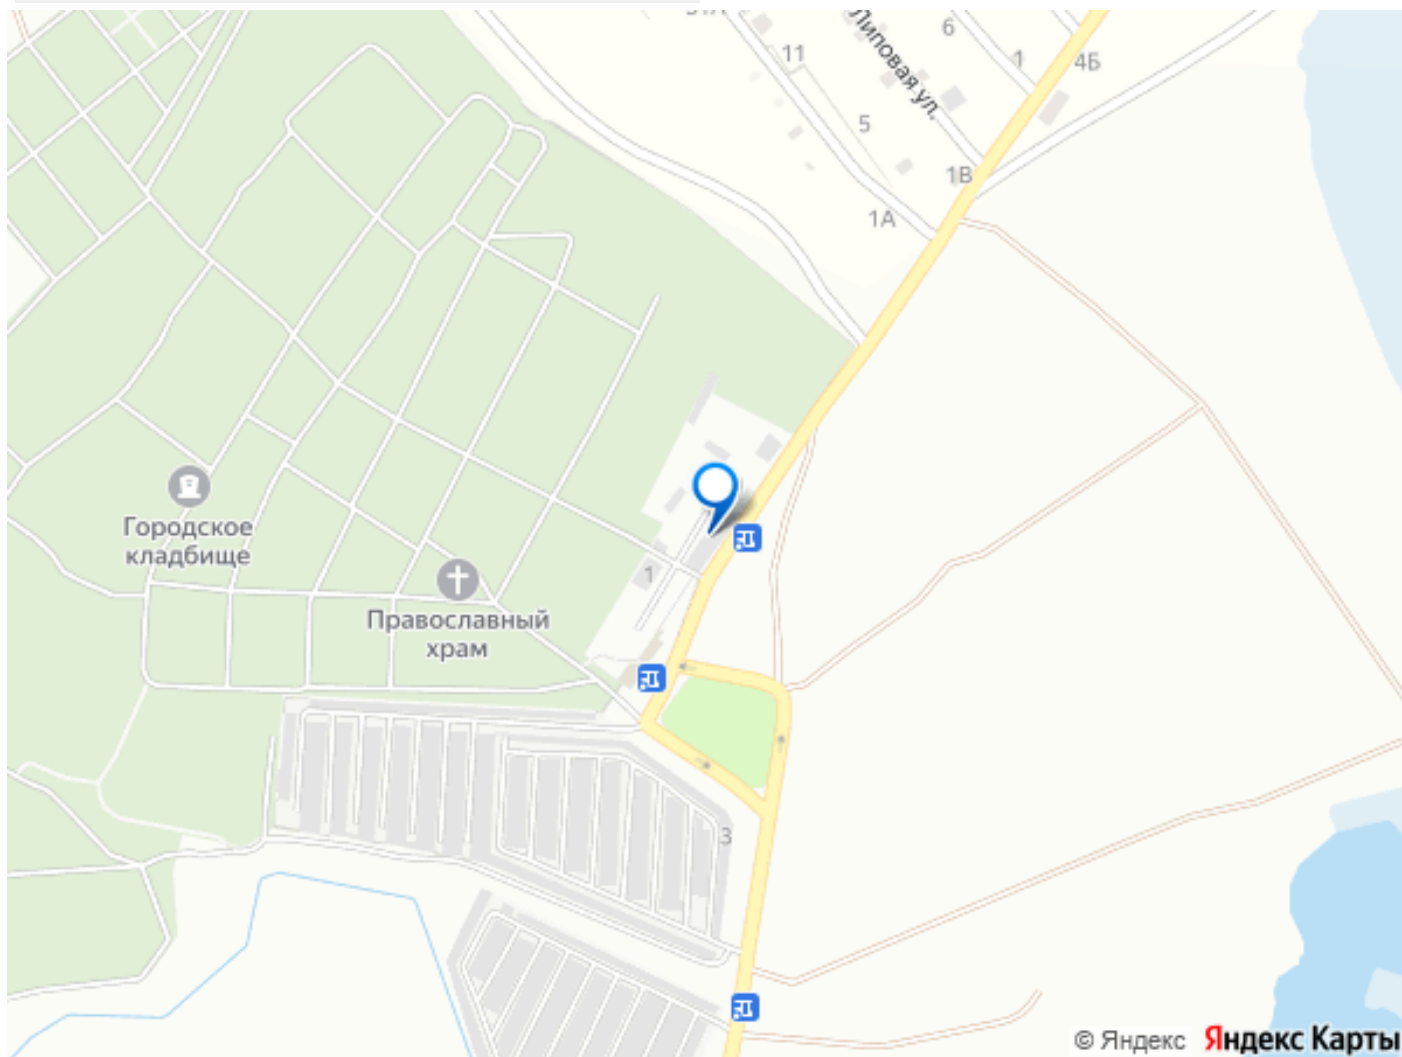 Липовая ул.
6
1
4Б
11
5
1В
1А
Городское
кладбище
1
Православный
храм
3
© Яндекс Яндекс Карты